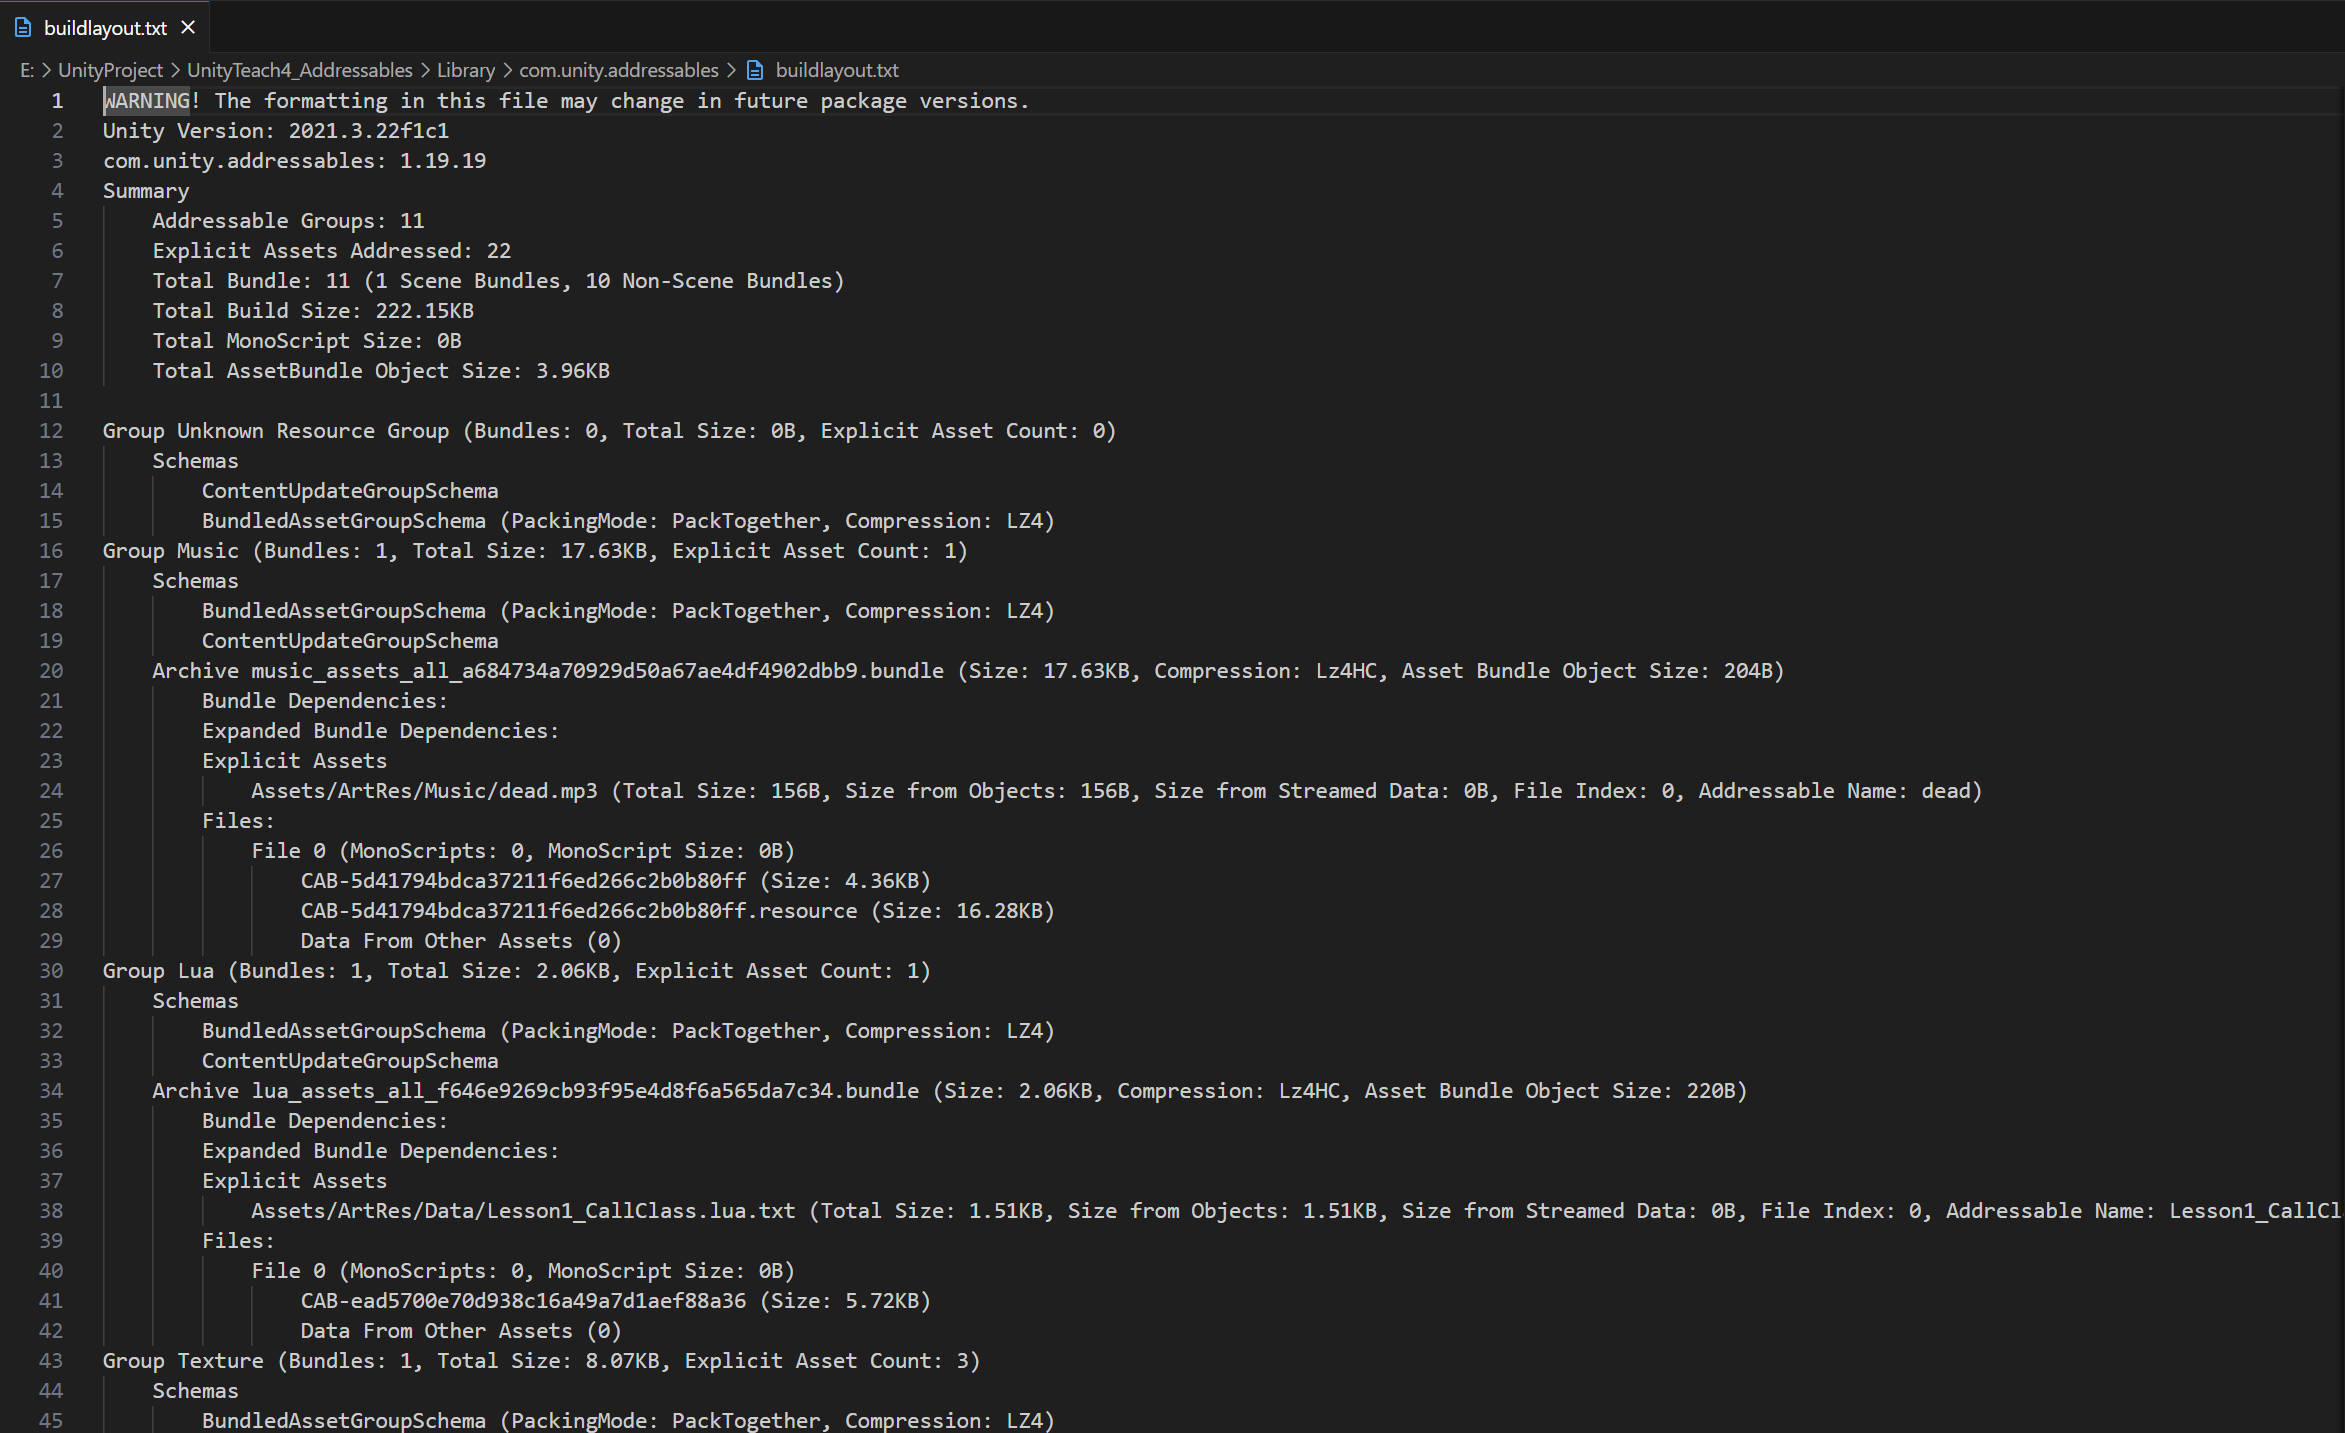 buildlayout.txt
E: > UnityProject > UnityTeach4_Addressables > Library > com.unity.addressables > buildlayout.txt
1 WARNING! The formatting in this file may change in future package versions.
2 Unity Version: 2021.3.22f1c1
3 com.unity.addressables: 1.19.19
4 Summary
5 Addressable Groups: 11
6 Explicit Assets Addressed: 22
7 Total Bundle: 11 (1 Scene Bundles, 10 Non-Scene Bundles)
8 Total Build Size: 222.15KB
9 Total MonoScript Size: 0B
10 Total AssetBundle Object Size: 3.96KB
11
12 Group Unknown Resource Group (Bundles: 0, Total Size: 0B, Explicit Asset Count: 0)
13 Schemas
14 ContentUpdateGroupSchema
15 BundledAssetGroupSchema (PackingMode: PackTogether, Compression: LZ4)
16 Group Music (Bundles: 1, Total Size: 17.63KB, Explicit Asset Count: 1)
17 Schemas
18 BundledAssetGroupSchema (PackingMode: PackTogether, Compression: LZ4)
19 ContentUpdateGroupSchema
20 Archive music_assets_all_a684734a70929d50a67ae4df4902dbb9.bundle (Size: 17.63KB, Compression: Lz4HC, Asset Bundle Object Size: 204B)
21 Bundle Dependencies:
22 Expanded Bundle Dependencies:
23 Explicit Assets
24 Assets/ArtRes/Music/dead.mp3 (Total Size: 156B, Size from Objects: 156B, Size from Streamed Data: 0B, File Index: 0, Addressable Name: dead)
25 Files:
26 File 0 (MonoScripts: 0, MonoScript Size: 0B)
27 CAB-5d41794bdca37211f6ed266c2b0b80ff (Size: 4.36KB)
28 CAB-5d41794bdca37211f6ed266c2b0b80ff.resource (Size: 16.28KB)
29 Data From Other Assets (0)
30 Group Lua (Bundles: 1, Total Size: 2.06KB, Explicit Asset Count: 1)
31 Schemas
32 BundledAssetGroupSchema (PackingMode: PackTogether, Compression: LZ4)
33 ContentUpdateGroupSchema
34 Archive lua_assets_all_f646e9269cb93f95e4d8f6a565da7c34.bundle (Size: 2.06KB, Compression: Lz4HC, Asset Bundle Object Size: 220B)
35 Bundle Dependencies:
36 Expanded Bundle Dependencies:
37 Explicit Assets
38 Assets/ArtRes/Data/Lesson1_CallClass.lua.txt (Total Size: 1.51KB, Size from Objects: 1.51KB, Size from Streamed Data: 0B, File Index: 0, Addressable Name: Lesson1_CallCl
39 Files:
40 File 0 (MonoScripts: 0, MonoScript Size: 0B)
41 CAB-ead5700e70d938c16a49a7d1aef88a36 (Size: 5.72KB)
42 Data From Other Assets (0)
43 Group Texture (Bundles: 1, Total Size: 8.07KB, Explicit Asset Count: 3)
44 Schemas
45 BundledAssetGroupSchema (PackingMode: PackTogether, Compression: LZ4)